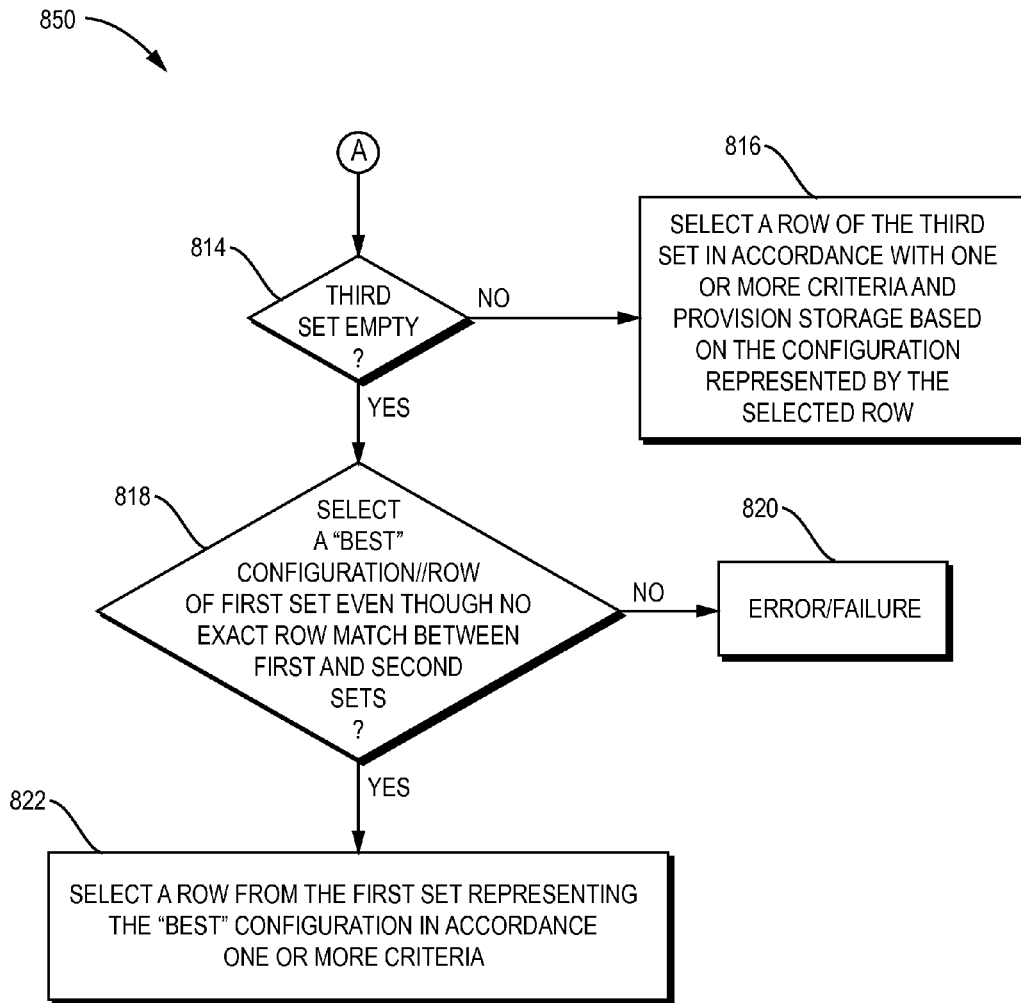 850
A
816
SELECT A ROW OF THE THIRD
SET IN ACCORDANCE WITH ONE
OR MORE CRITERIA AND
PROVISION STORAGE BASED
ON THE CONFIGURATION
REPRESENTED BY THE
SELECTED ROW
814
THIRD
SET EMPTY
?
NO
YES
818
SELECT
A “BEST”
CONFIGURATION//ROW
OF FIRST SET EVEN THOUGH NO
EXACT ROW MATCH BETWEEN
FIRST AND SECOND
SETS
?
NO
820
ERROR/FAILURE
YES
822
SELECT A ROW FROM THE FIRST SET REPRESENTING
THE “BEST” CONFIGURATION IN ACCORDANCE
ONE OR MORE CRITERIA